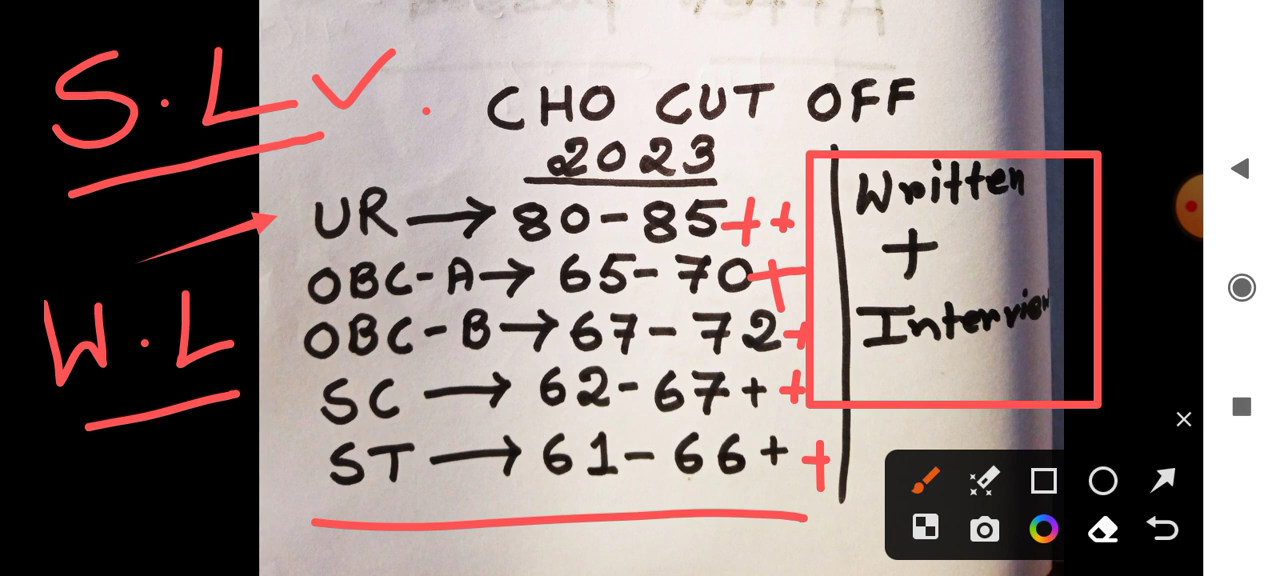 S.L
CHO CUT OFF
2023
UR → 80-85++
OBC-A → 65-70+
OBC-B → 67-72+
SC → 62-67++
ST → 61-66++
Written
+
Interview
W.L